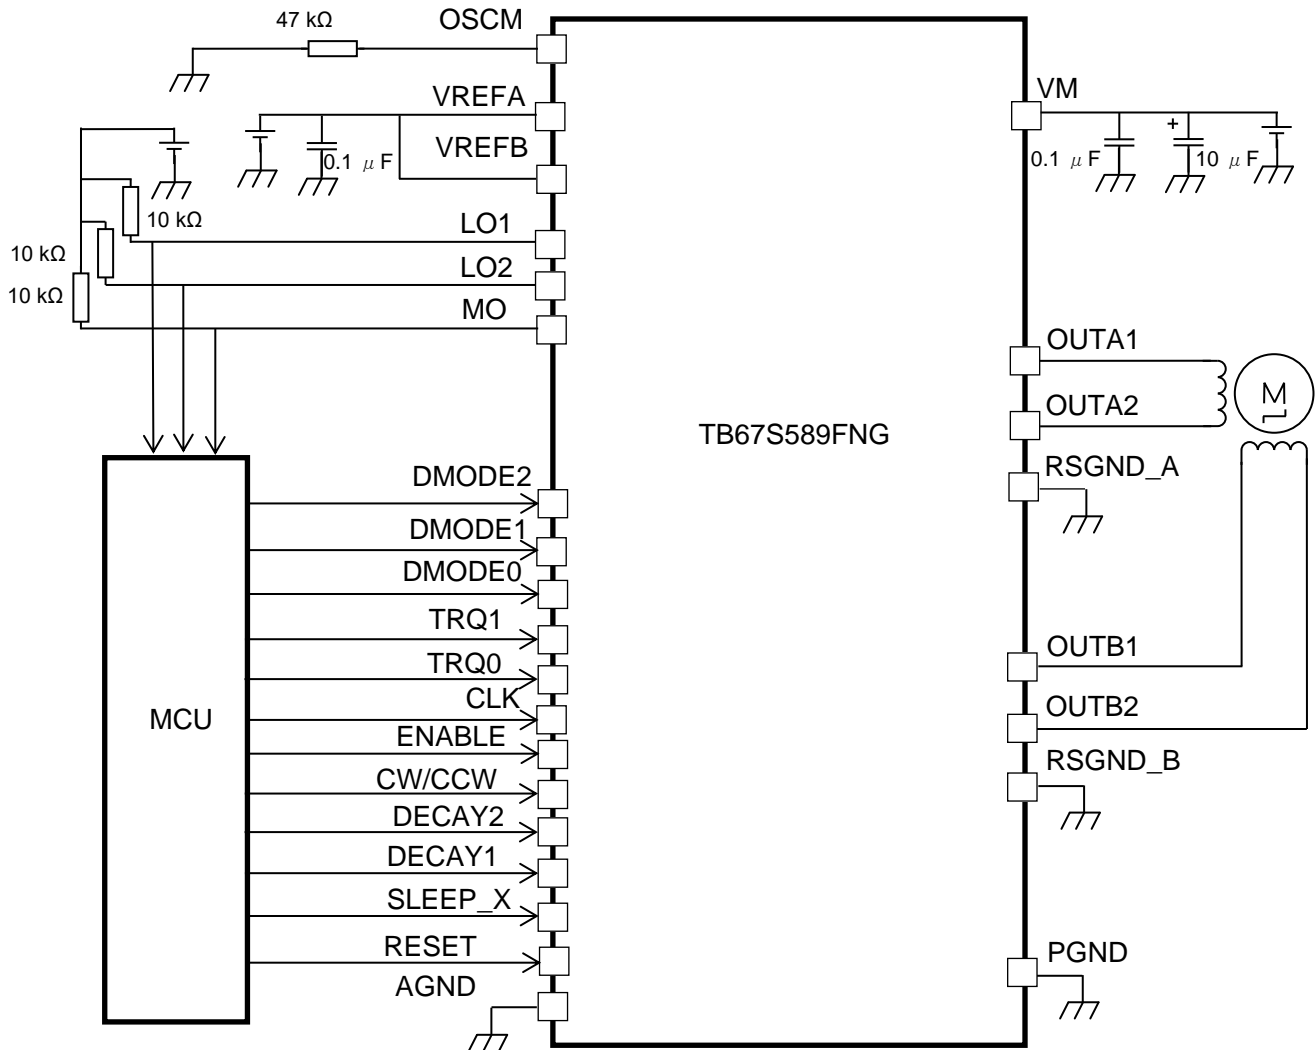 47 kΩ
OSCM
VREFA
VREFB
0.1 μF
10 kΩ
LO1
10 kΩ
LO2
10 kΩ
MO
VM
0.1 μF
+
10 μF
OUTA1
OUTA2
M
RSGND_A
TB67S589FNG
DMODE2
DMODE1
DMODE0
TRQ1
TRQ0
CLK
MCU
ENABLE
CW/CCW
DECAY2
DECAY1
SLEEP_X
RESET
AGND
OUTB1
OUTB2
RSGND_B
PGND